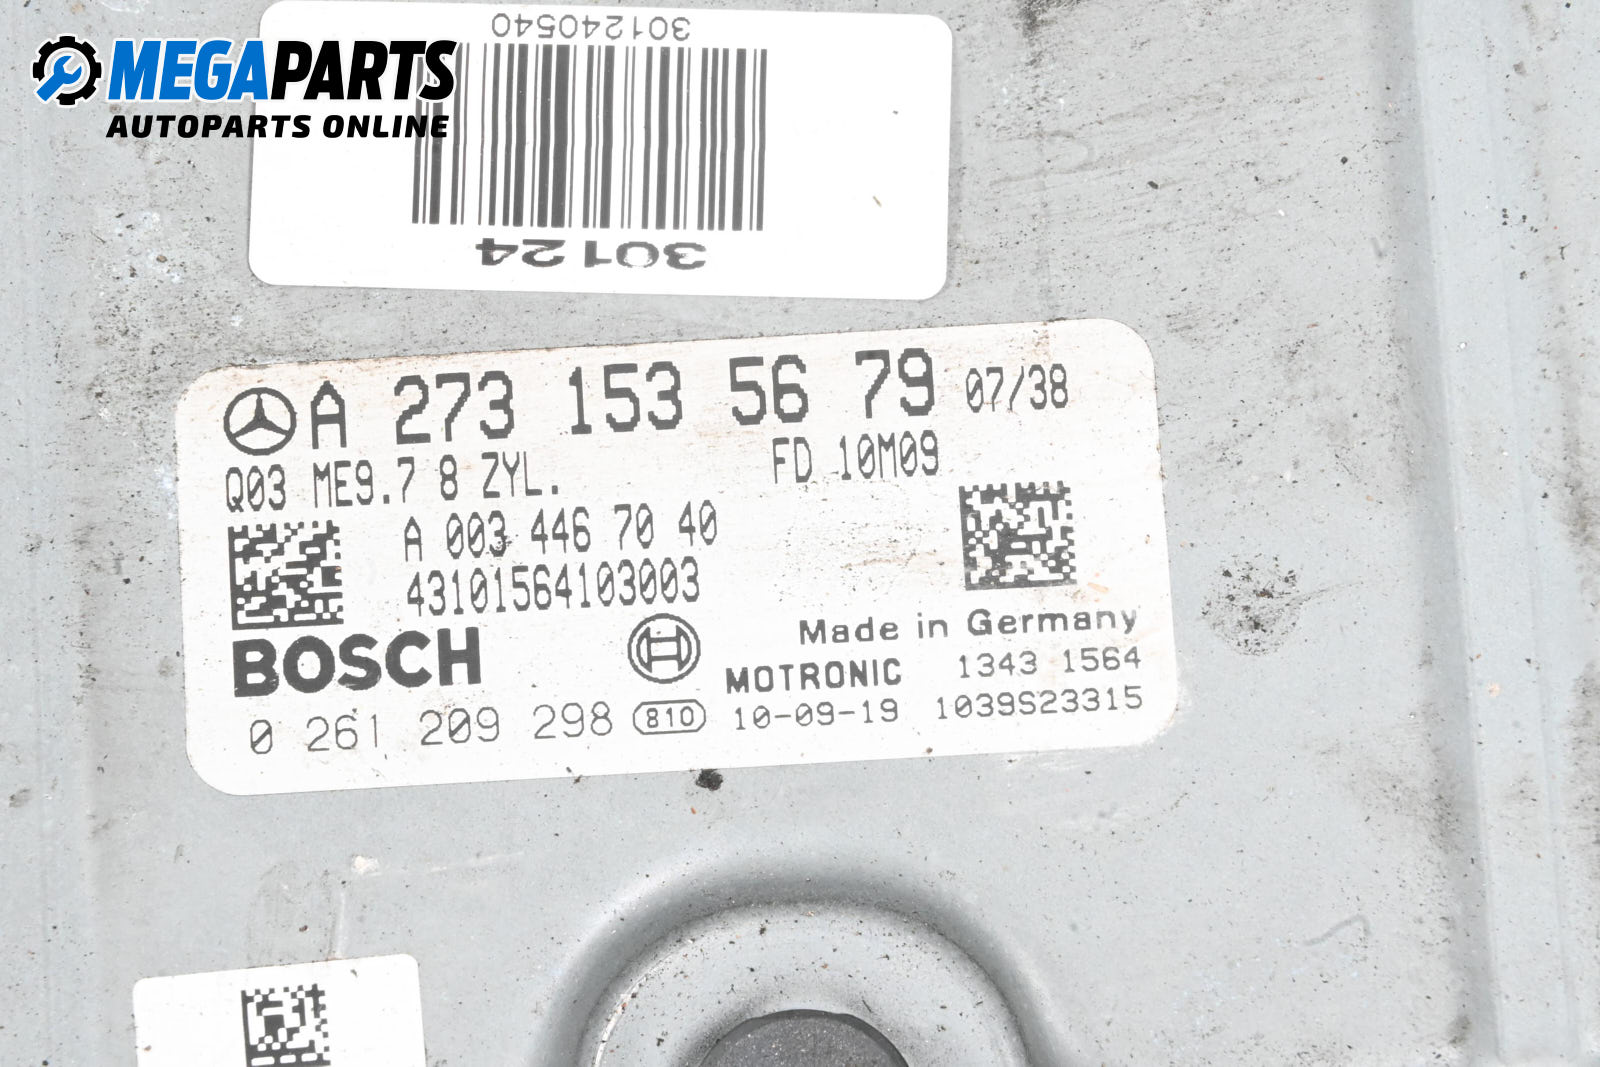 301240540
MEGAPARTS
AUTOPARTS ONLINE
30124
A 273 153 56 79 07/38
Q03 ME9.7 8 ZYL. FD 10M09
A 003 446 70 40
43101564103003
BOSCH
Made in Germany
MOTRONIC 1343 1564
0 261 209 298 810 10-09-19 1039S23315